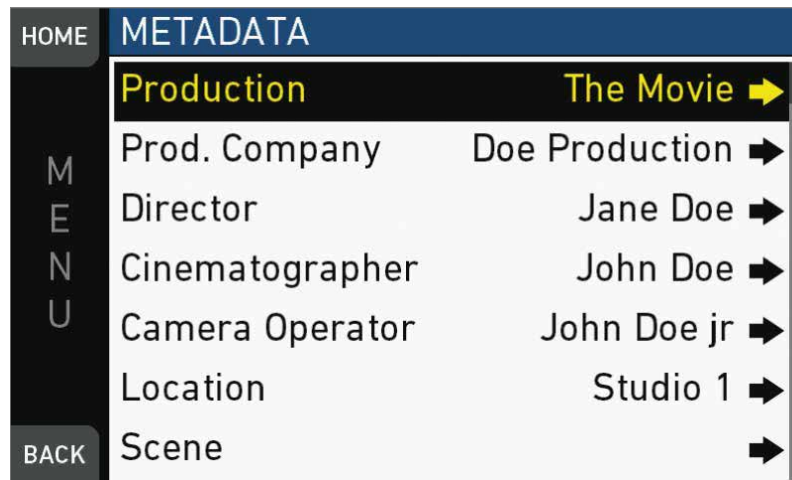 HOME METADATA
Production The Movie
Prod. Company Doe Production
Director Jane Doe
Cinematographer John Doe
Camera Operator John Doe jr
Location Studio 1
Scene
MENU
BACK